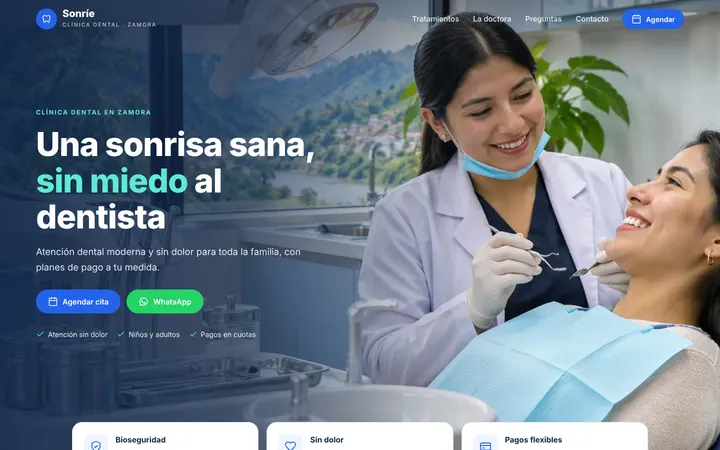 Sonríe
CLÍNICA DENTAL · ZAMORA
Tratamientos
La doctora
Preguntas
Contacto
Agendar
CLÍNICA DENTAL EN ZAMORA
Una sonrisa sana,
sin miedo al
dentista
Atención dental moderna y sin dolor para toda la familia, con
planes de pago a tu medida.
Agendar cita
WhatsApp
Atención sin dolor
Niños y adultos
Pagos en cuotas
Bioseguridad
Sin dolor
Pagos flexibles